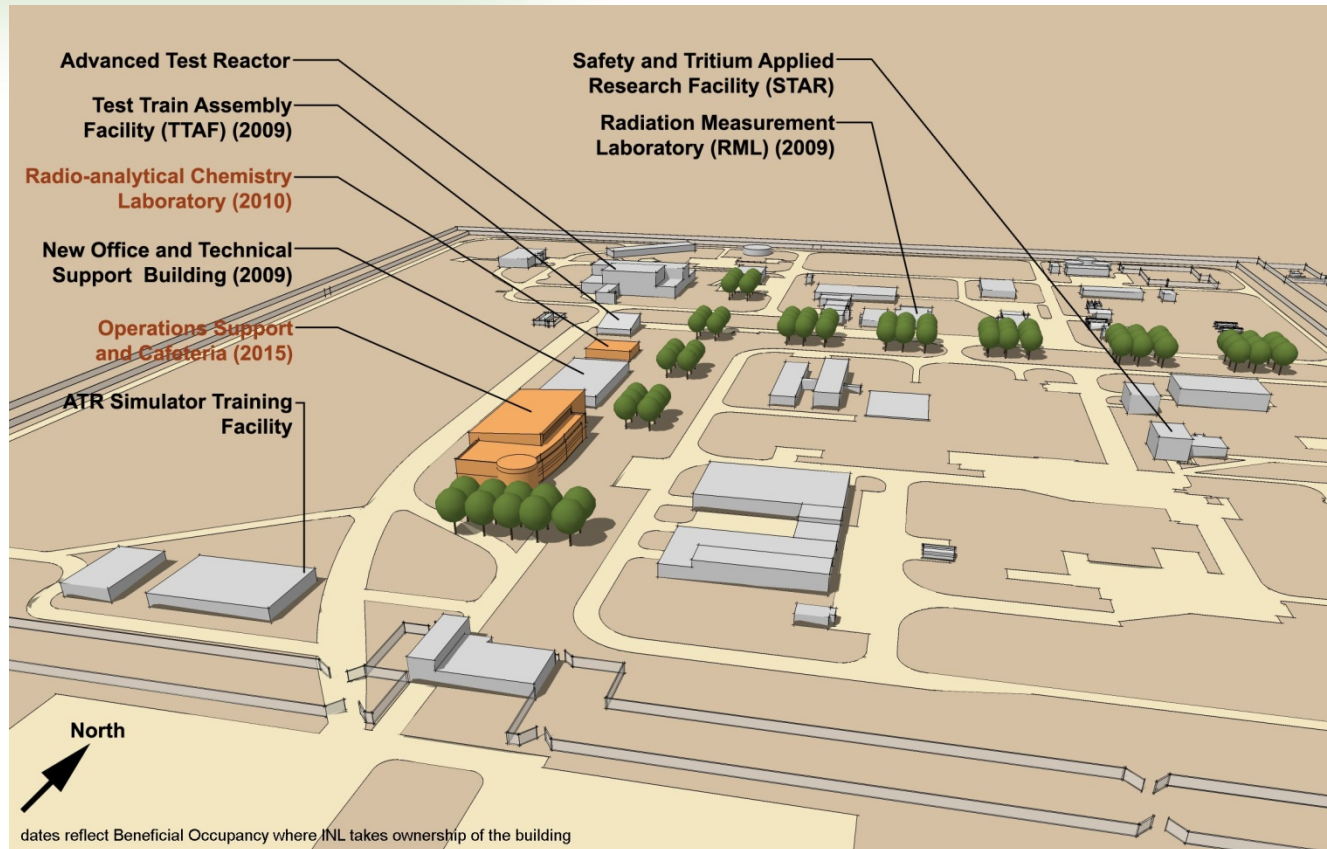 Advanced Test Reactor
Test Train Assembly
Facility (TTAF) (2009)
Radio-analytical Chemistry
Laboratory (2010)
New Office and Technical
Support Building (2009)
Operations Support
and Cafeteria (2015)
ATR Simulator Training
Facility
Safety and Tritium Applied
Research Facility (STAR)
Radiation Measurement
Laboratory (RML) (2009)
North
dates reflect Beneficial Occupancy where INL takes ownership of the building